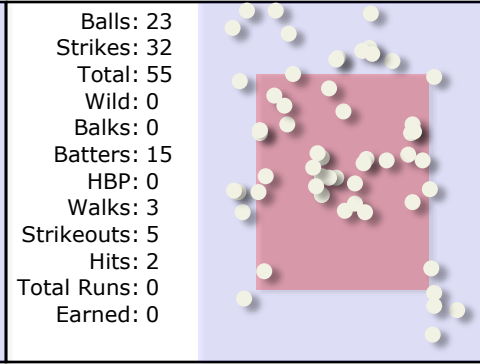 Balls: 23
Strikes: 32
Total: 55
Wild: 0
Balks: 0
Batters: 15
HBP: 0
Walks: 3
Strikeouts: 5
Hits: 2
Total Runs: 0
Earned: 0